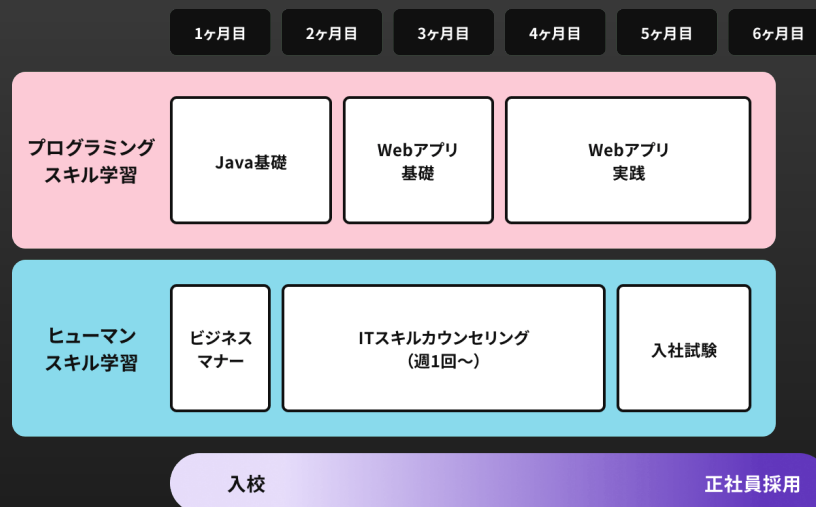 1ヶ月目
2ヶ月目
3ヶ月目
4ヶ月目
5ヶ月目
6ヶ月目
プログラミング
スキル学習
Java基礎
Webアプリ
基礎
Webアプリ
実践
ヒューマン
スキル学習
ビジネス
マナー
ITスキルカウンセリング
（週1回〜）
入社試験
入校
正社員採用